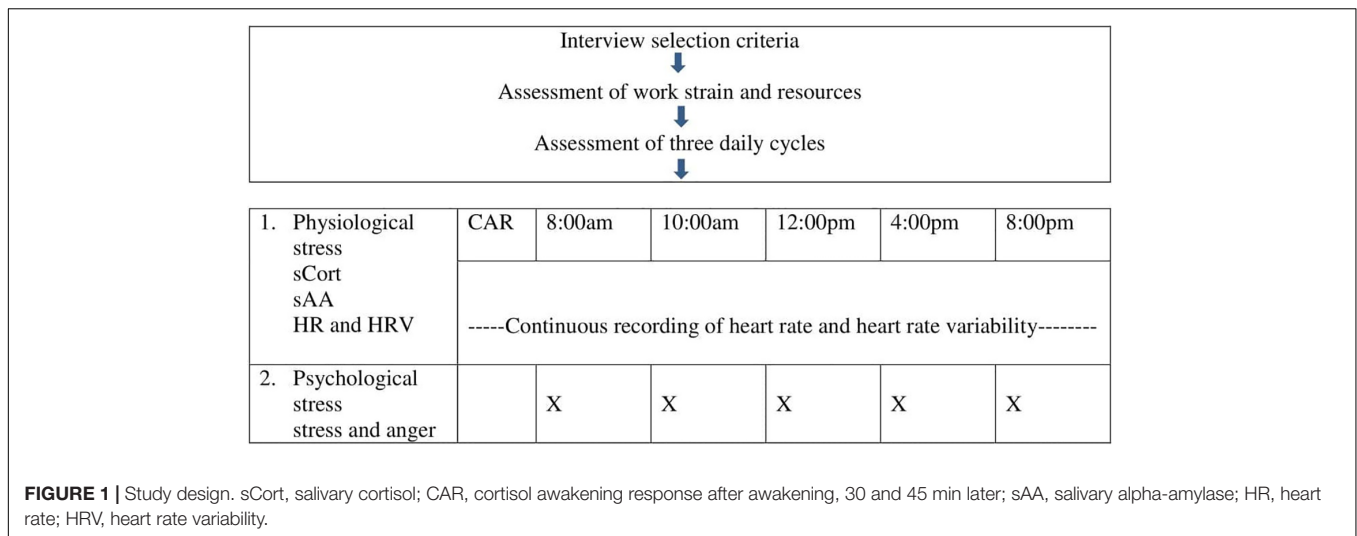 Interview selection criteria
Assessment of work strain and resources
Assessment of three daily cycles
1. Physiological stress sCort sAA HR and HRV
CAR 8:00am 10:00am 12:00pm 4:00pm 8:00pm
-----Continuous recording of heart rate and heart rate variability--------
2. Psychological stress stress and anger
X X X X X
FIGURE 1 | Study design. sCort, salivary cortisol; CAR, cortisol awakening response after awakening, 30 and 45 min later; sAA, salivary alpha-amylase; HR, heart
rate; HRV, heart rate variability.